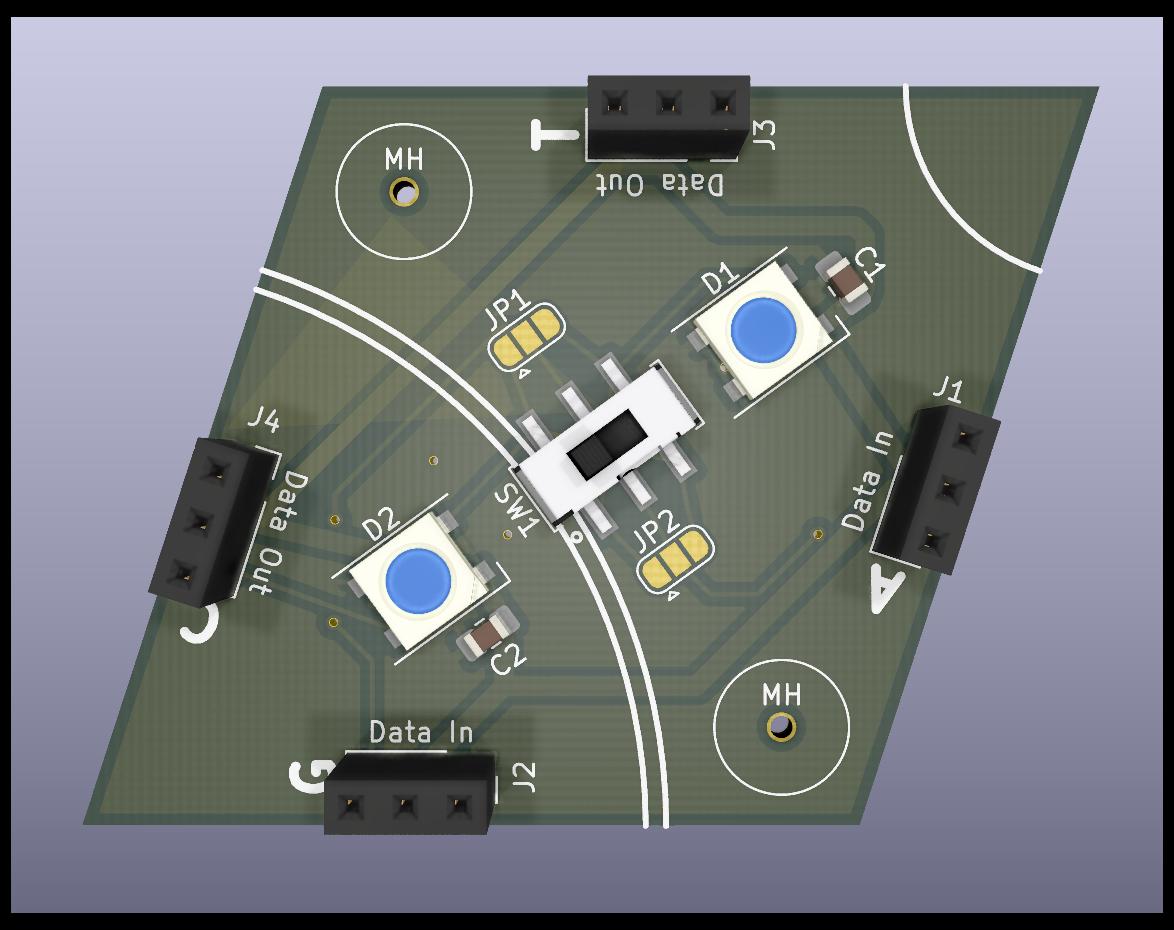 MH
T
J3
Data Out
D1
C1
JP1
J1
Data In
J4
Data Out
SW1
D2
JP2
A
C
C2
MH
Data In
G
J2